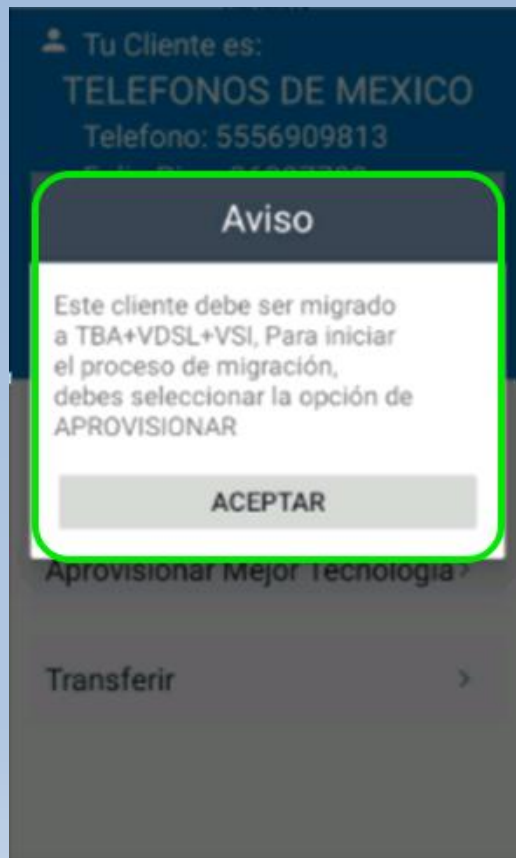 Tu Cliente es:
TELEFONOS DE MEXICO
Telefono: 5556909813
Aviso
Este cliente debe ser migrado
a TBA+VDSL+VSI, Para iniciar
el proceso de migración,
debes seleccionar la opción de
APROVISIONAR
ACEPTAR
Aprovisionar Mejor Tecnología >
Transferir >